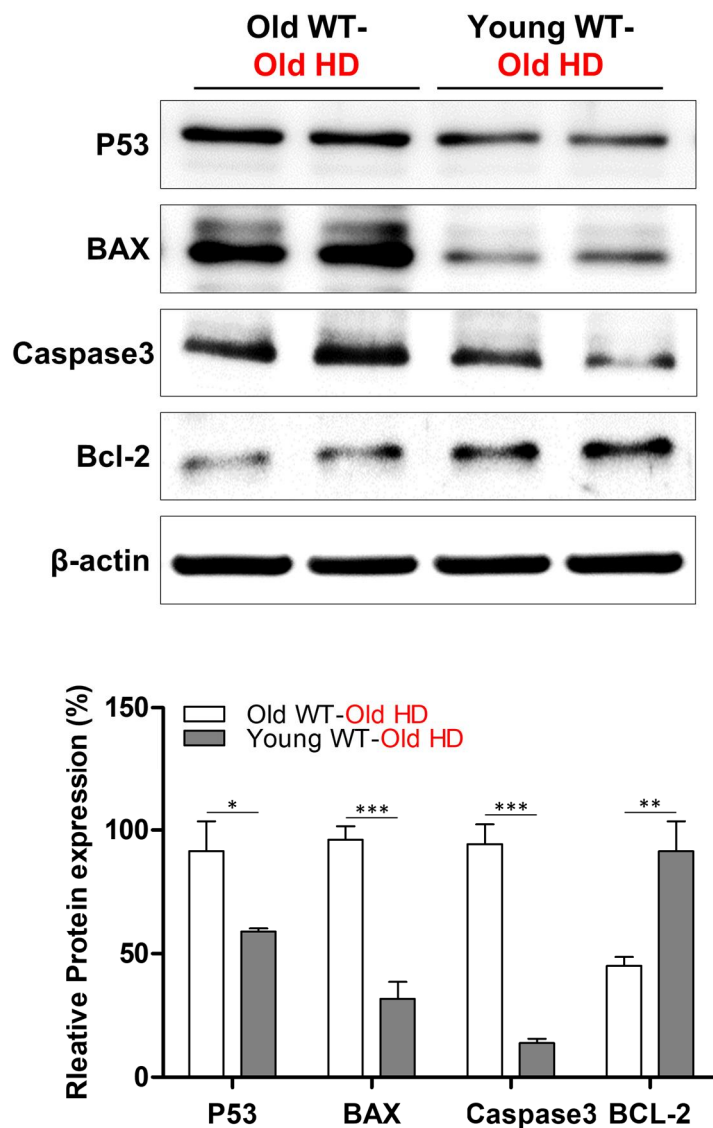 Old WT- Young WT-
Old HD Old HD
P53
BAX
Caspase3
Bcl-2
β-actin
Rleative Protein expression (%)
150
100
50
0
Old WT-Old HD
Young WT-Old HD
* *** *** **
P53 BAX Caspase3 BCL-2